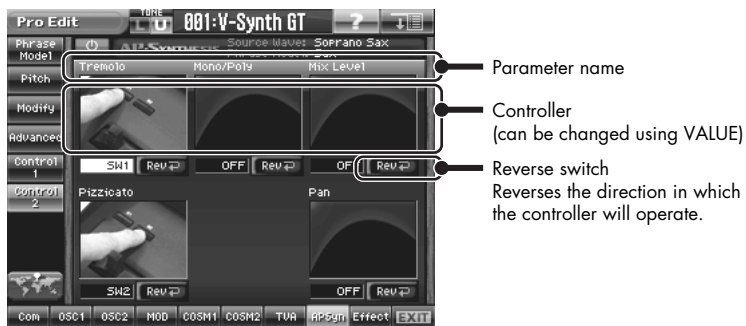 Pro Edit
TONE
L U
001:V-Synth GT
?
Phrase
Model
AP-Synthesis
Source Wave: Soprano Sax
Tremolo
Mono/Poly
Mix Level
Parameter name
Pitch
Modify
Controller
(can be changed using VALUE)
Advanced
Control
1
SW1 Rev
OFF Rev
OFF Rev
Reverse switch
Reverses the direction in which
the controller will operate.
Control
2
Pizzicato
Pan
SW2 Rev
OFF Rev
Com OSC1 OSC2 MOD COSM1 COSM2 TVA APSyn Effect EXIT